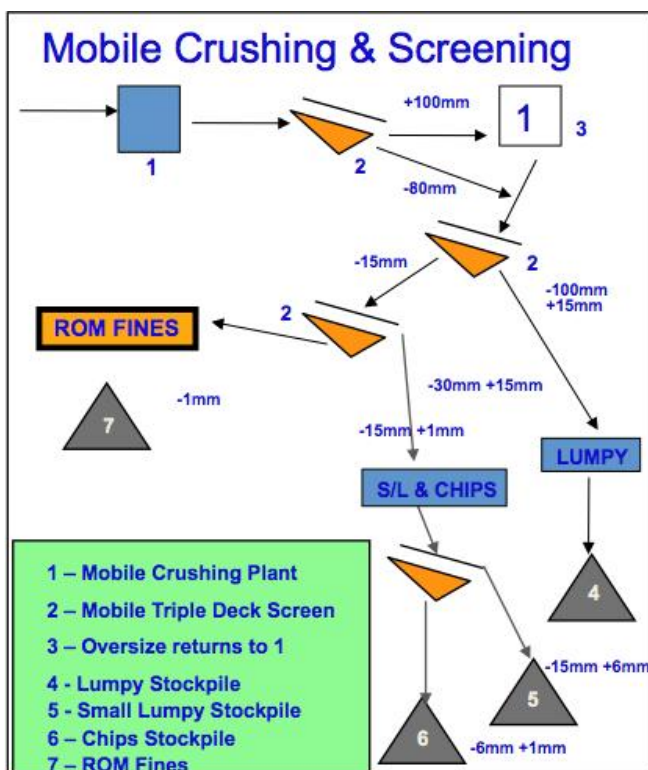 Mobile Crushing & Screening
+100mm
1
3
1
2
-80mm
2
-15mm
-100mm
+15mm
2
ROM FINES
-30mm +15mm
-1mm
7
-15mm +1mm
LUMPY
S/L & CHIPS
1 – Mobile Crushing Plant
2 – Mobile Triple Deck Screen
3 – Oversize returns to 1
4 - Lumpy Stockpile
5 - Small Lumpy Stockpile
6 – Chips Stockpile
7 – ROM Fines
4
-15mm +6mm
5
6
-6mm +1mm